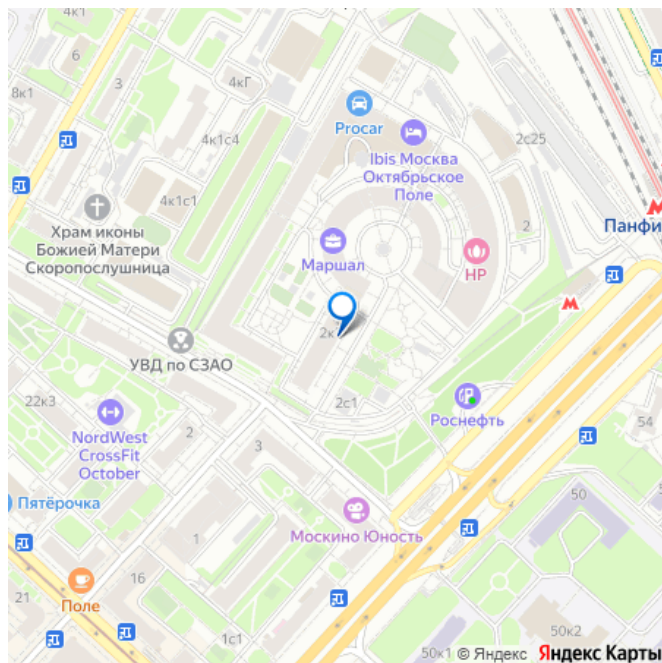 8к1
6
3
4кГ
4к1с4
Procar
Ibis Москва
Октябрьское
Поле
2с25
4к1с1
Храм иконы
Божией Матери
Скоропослушница
Маршал
2
HP
Панфи
2к
УВД по СЗАО
22к3
NordWest
CrossFit
October
2
3
2с1
Роснефть
54
Пятёрочка
50
Москино Юность
1
16
Поле
21
1с1
50к1
50к2
© Яндекс Яндекс Карты